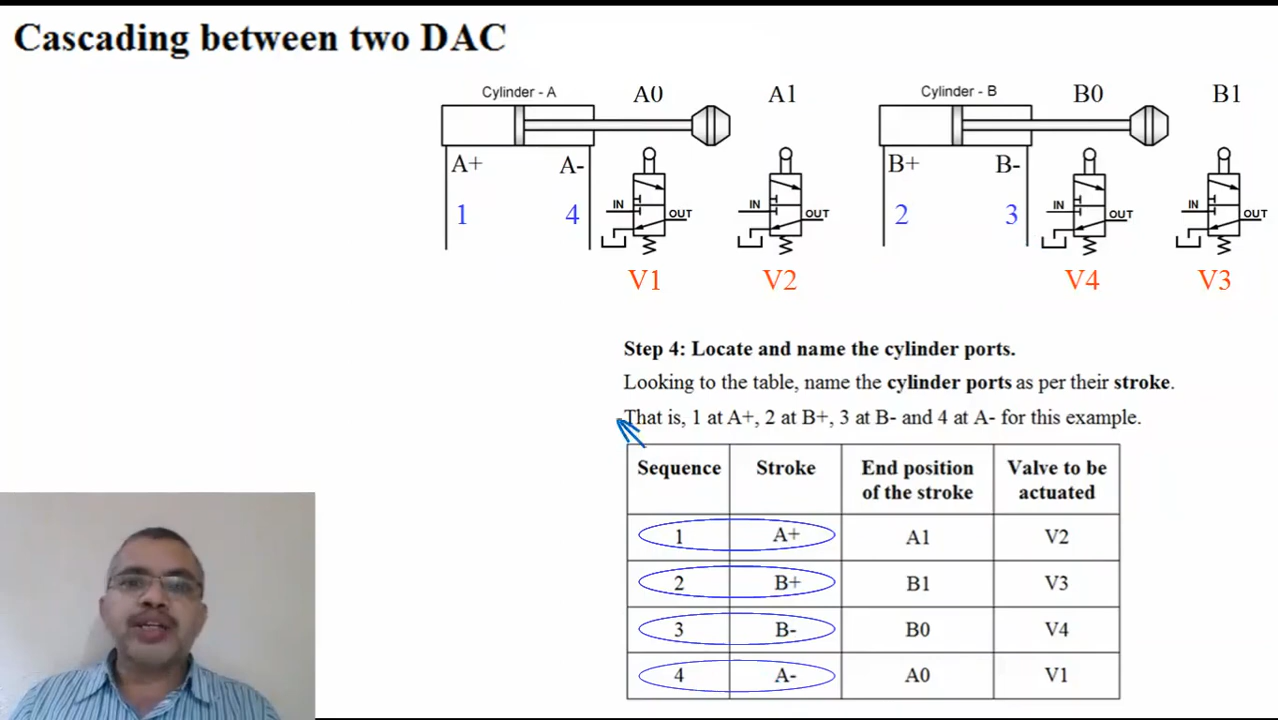 Cascading between two DAC
Cylinder - A
A0
A1
Cylinder - B
B0
B1
A+
A-
B+
B-
1
4
IN
OUT
IN
OUT
2
3
IN
OUT
IN
OUT
V1
V2
V4
V3
Step 4: Locate and name the cylinder ports.
Looking to the table, name the cylinder ports as per their stroke.
That is, 1 at A+, 2 at B+, 3 at B- and 4 at A- for this example.
Sequence Stroke End position of the stroke Valve to be actuated
1 A+ A1 V2
2 B+ B1 V3
3 B- B0 V4
4 A- A0 V1